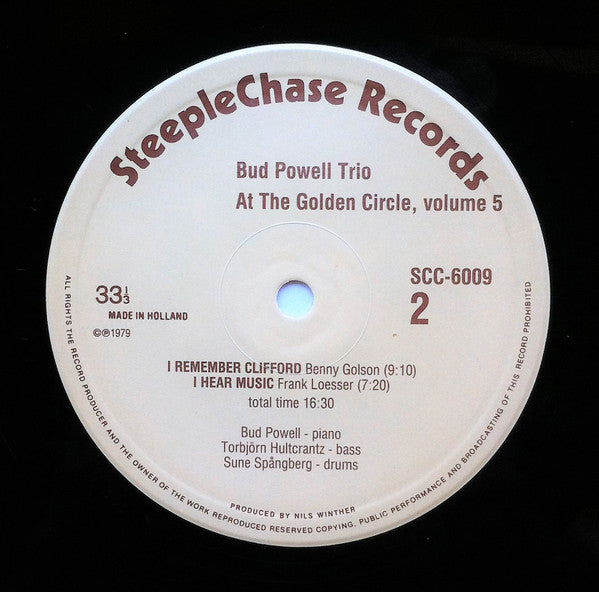 SteepleChase Records
Bud Powell Trio
At The Golden Circle, volume 5
33⅓
MADE IN HOLLAND
©℗1979
SCC-6009
2
I REMEMBER CLIFFORD Benny Golson (9:10)
I HEAR MUSIC Frank Loesser (7:20)
total time 16:30
Bud Powell - piano
Torbjörn Hultcrantz - bass
Sune Spångberg - drums
PRODUCED BY NILS WINTHER
ALL RIGHTS THE RECORD PRODUCER AND THE OWNER OF THE WORK REPRODUCED RESERVED COPYING. PUBLIC PERFORMANCE AND BROADCASTING OF THIS RECORD PROHIBITED